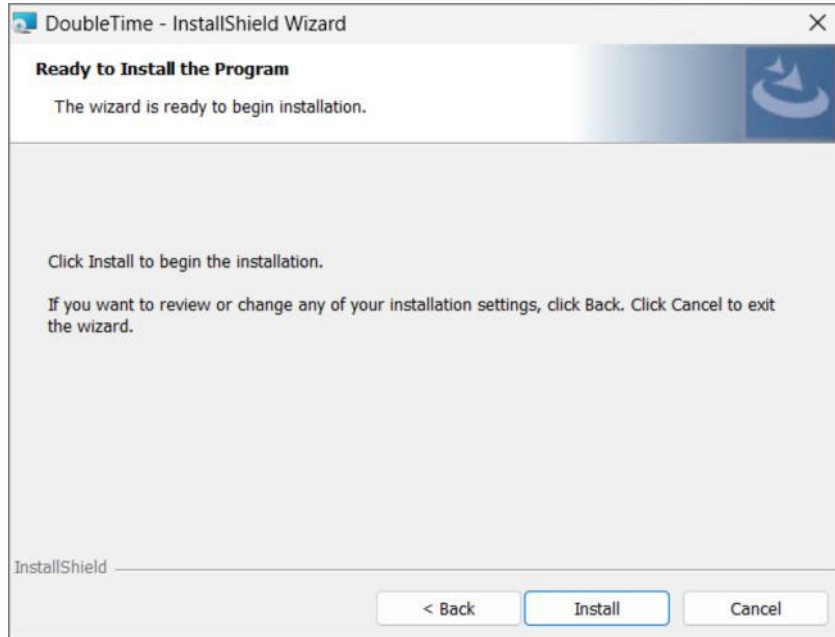 DoubleTime - InstallShield Wizard
Ready to Install the Program
The wizard is ready to begin installation.
Click Install to begin the installation.
If you want to review or change any of your installation settings, click Back. Click Cancel to exit
the wizard.
InstallShield
< Back
Install
Cancel